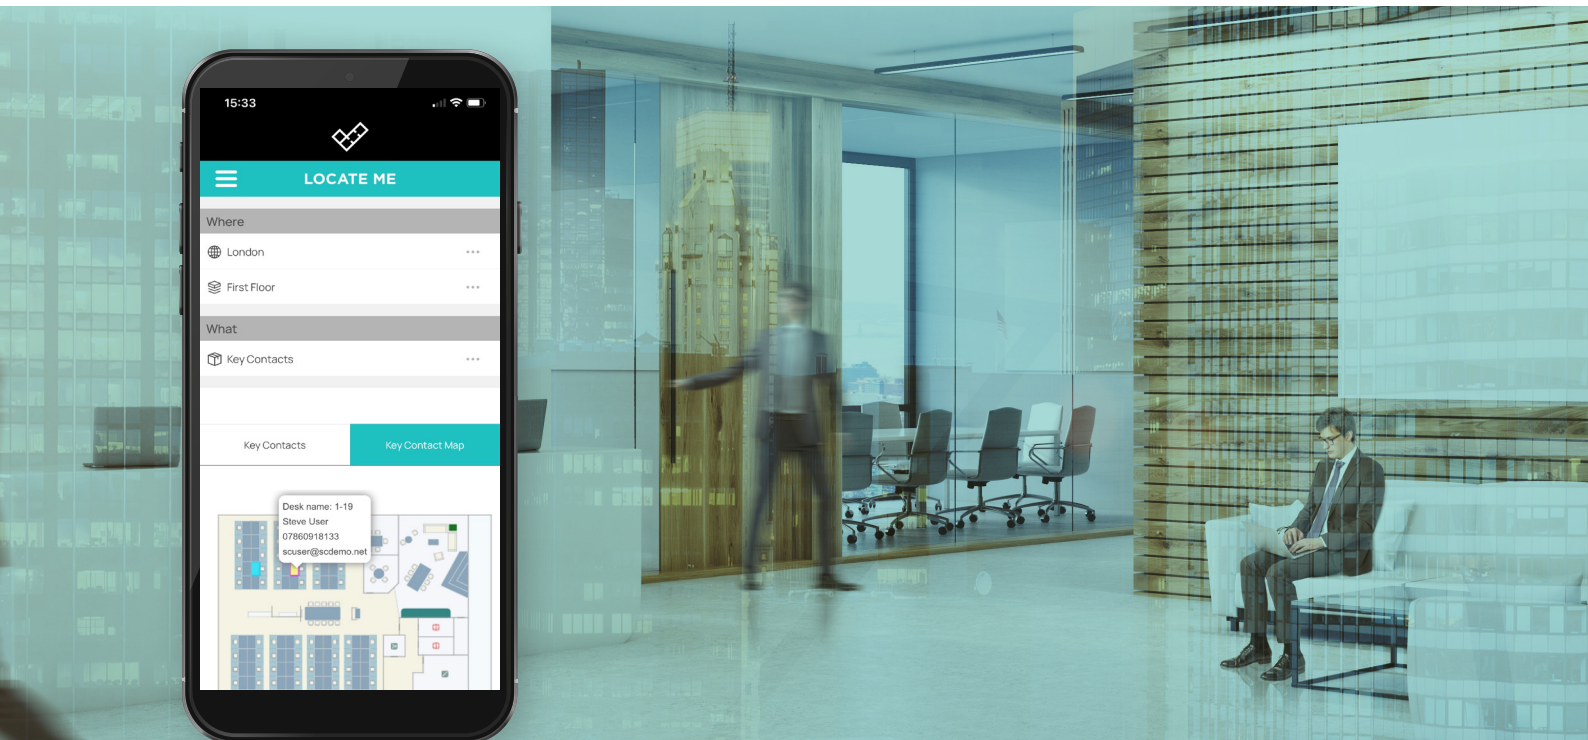 15:33
LOCATE ME
Where
London
First Floor
What
Key Contacts
Key Contacts
Key Contact Map
Desk name: 1-19
Steve User
07860918133
scuser@scdemo.net